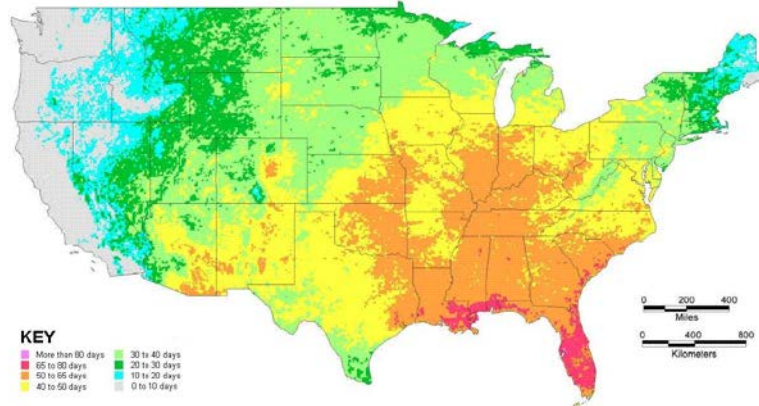 KEY
More than 80 days
65 to 80 days
50 to 65 days
40 to 50 days
30 to 40 days
20 to 30 days
10 to 20 days
0 to 10 days
0 200 400
Miles
0 400 600
Kilometers